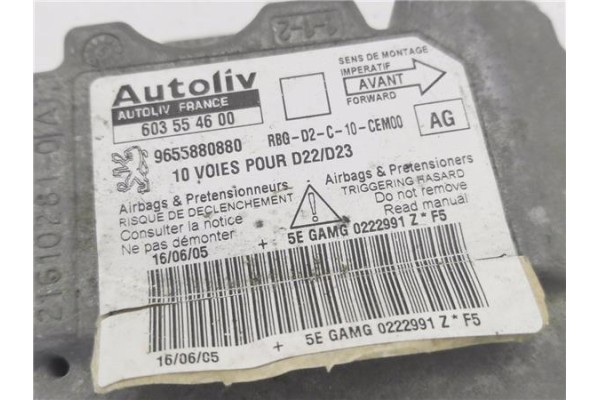 1-1-2
Autoliv
AUTOLIV FRANCE
603 55 46 00
SENS DE MONTAGE
IMPERATIF
AVANT
FORWARD
9655880880
RBG-D2-C-10-CEM00
AG
10 VOIES POUR D22/D23
Airbags & Pretensionneurs
RISQUE DE DECLENCHEMENT
Consulter la notice
Ne pas démonter
Airbags & Pretensioners
TRIGGERING HASARD
Do not remove
Read manual
16/06/05
+ 5E GAMG 0222991 Z * F5
16/06/05
+ 5E GAMG 0222991 Z * F5